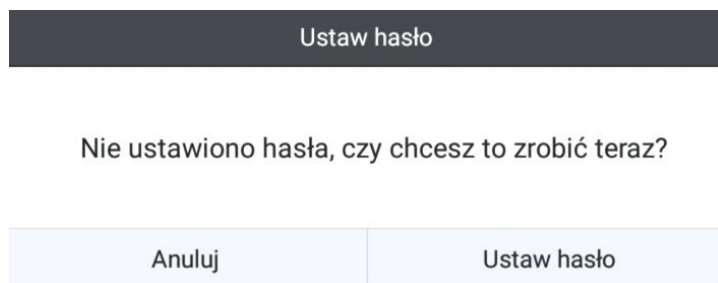 Ustaw hasło
Nie ustawiono hasła, czy chcesz to zrobić teraz?
Anuluj
Ustaw hasło